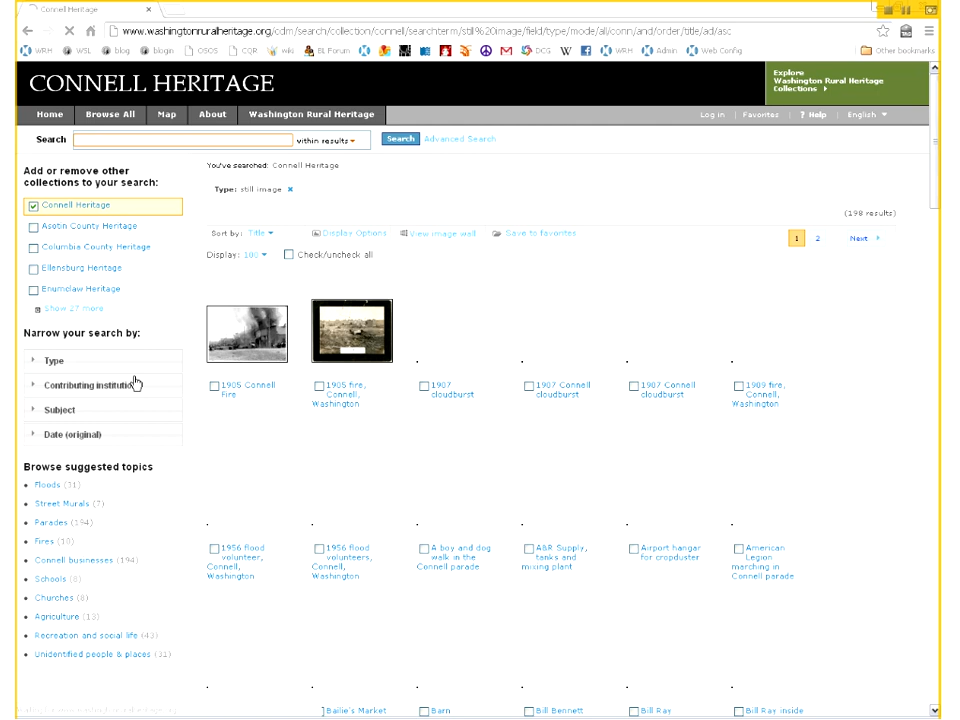 Connell Heritage
www.washingtonruralheritage.org/cdm/search/collection/connell/searchterm/still%20image/field/type/mode/all/conn/and/order/title/ad/asc
WRH WSL blog blogin OSOS CQR wiki EL Forum DCG WRH Admin Web Config Other bookmarks
CONNELL HERITAGE
Explore
Washington Rural Heritage
Collections
Home Browse All Map About Washington Rural Heritage Log in | Favorites | ? Help | English
Search within results Search Advanced Search
Add or remove other
collections to your search:
Connell Heritage
Asotin County Heritage
Columbia County Heritage
Ellensburg Heritage
Enumclaw Heritage
Show 27 more
Narrow your search by:
Type
Contributing institution
Subject
Date (original)
Browse suggested topics
Floods (31)
Street Murals (7)
Parades (194)
Fires (10)
Connell businesses (194)
Schools (8)
Churches (8)
Agriculture (13)
Recreation and social life (43)
Unidentified people & places (31)
You've searched: Connell Heritage
Type: still image
(198 results)
Sort by: Title Display Options View image wall Save to favorites 1 2 Next
Display: 100 Check/uncheck all
1905 Connell
Fire
1905 fire,
Connell,
Washington
1907
cloudburst
1907 Connell
cloudburst
1907 Connell
cloudburst
1909 fire,
Connell,
Washington
1956 flood
volunteer,
Connell,
Washington
1956 flood
volunteers,
Connell,
Washington
A boy and dog
walk in the
Connell parade
A&R Supply,
tanks and
mixing plant
Airport hangar
for cropduster
American
Legion
marching in
Connell parade
Bailie's Market
Barn
Bill Bennett
Bill Ray
Bill Ray inside